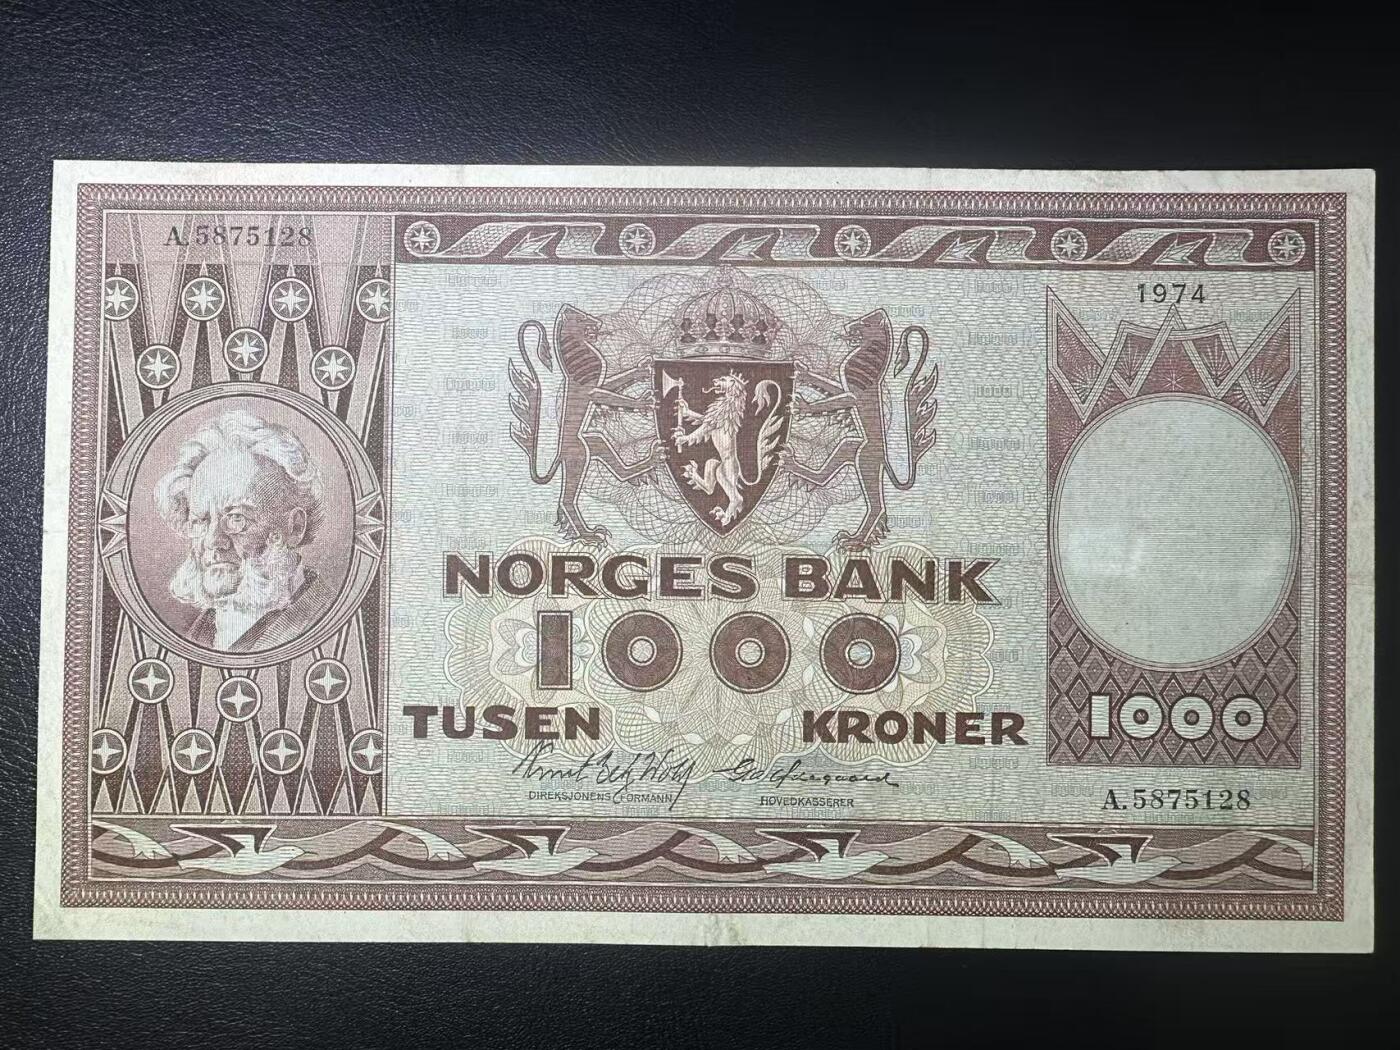 A.5875128
1974
NORGES BANK
1000
TUSEN KRONER
1000
DIREKSJONENS FORMANN
HOVEDKASSERER
A.5875128